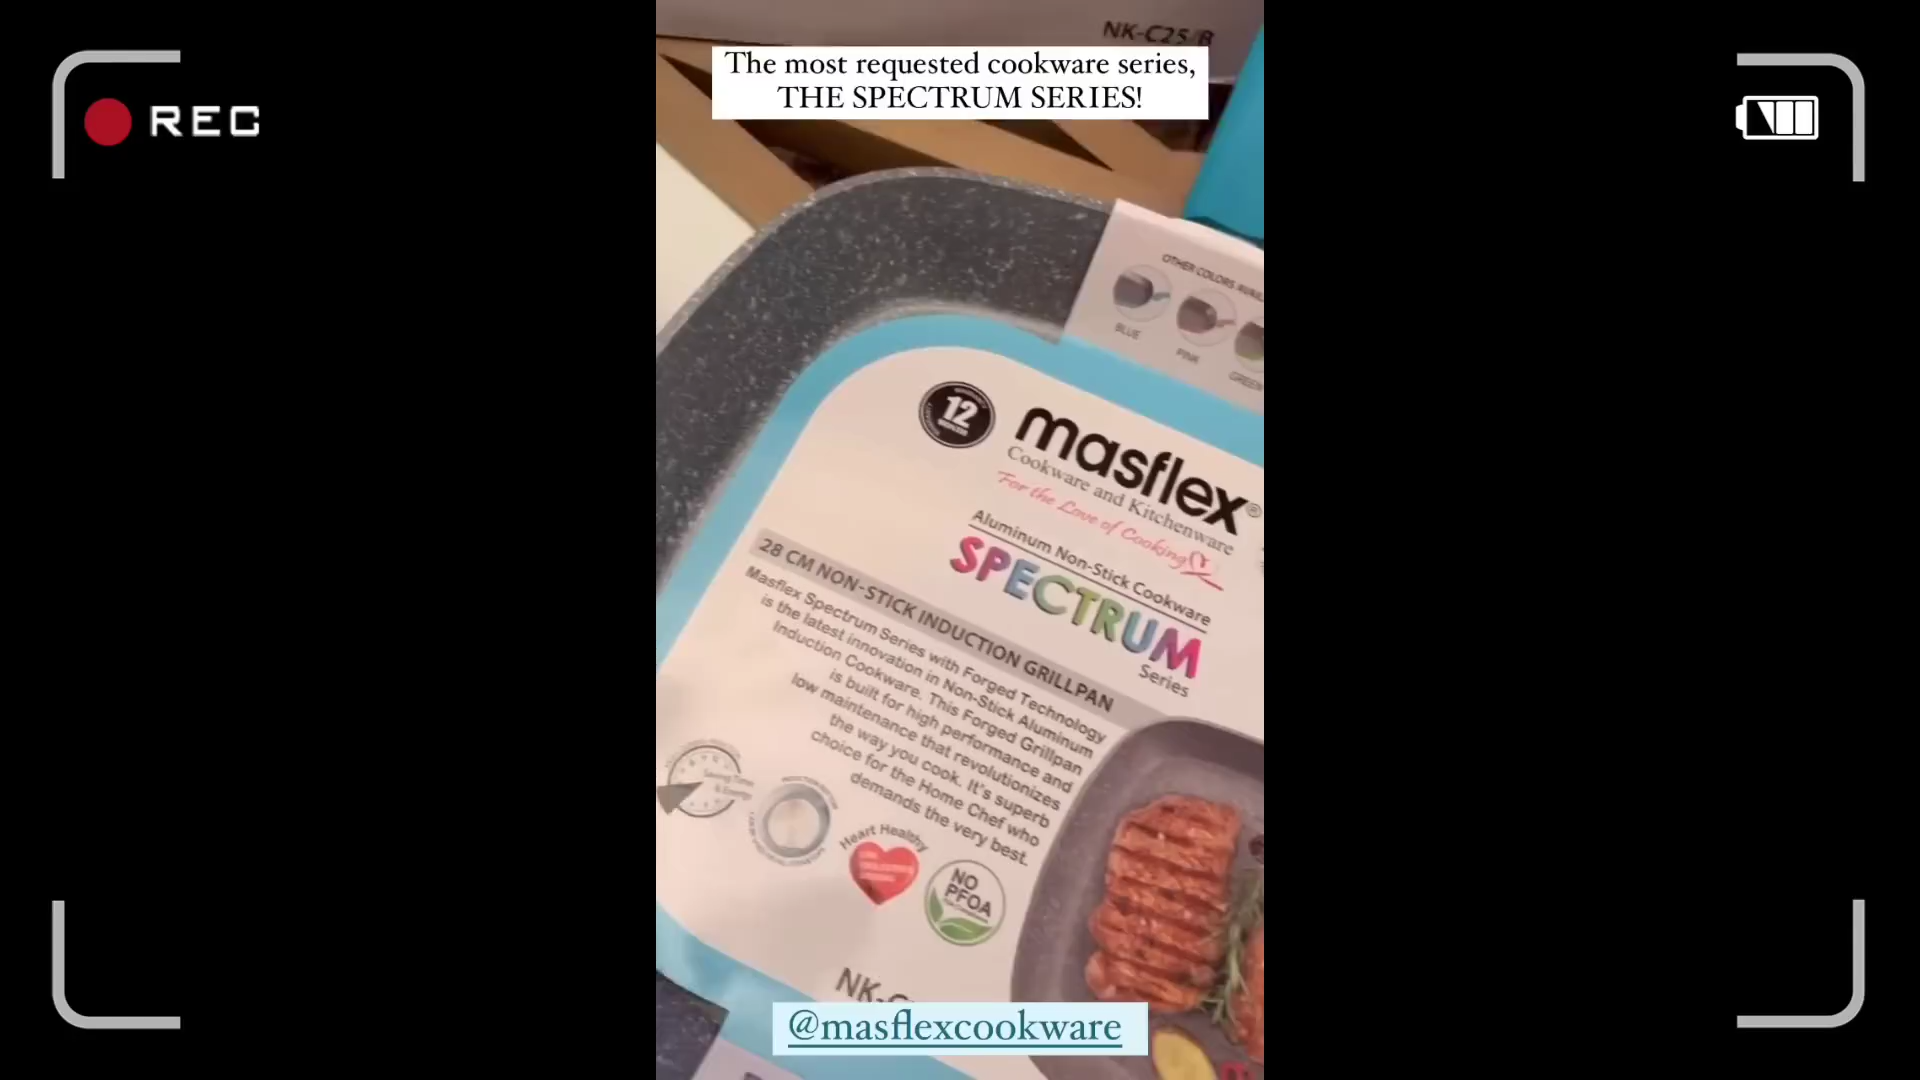 REC
NK-C25/B
The most requested cookware series,
THE SPECTRUM SERIES!
OTHER COLORS
BLUE
PINK
GREEN
12
masflex®
Cookware and Kitchenware
For the Love of Cooking
Aluminum Non-Stick Cookware
SPECTRUM
Series
28 CM NON-STICK INDUCTION GRILLPAN
Masflex Spectrum Series with Forged Technology
is the latest innovation in Non-Stick Aluminum
Induction Cookware. This Forged Grillpan
is built for high performance and
low maintenance that revolutionizes
the way you cook. It's superb
choice for the Home Chef who
demands the very best.
Saving Time
& Energy
Heart Healthy
NO
PFOA
@masflexcookware